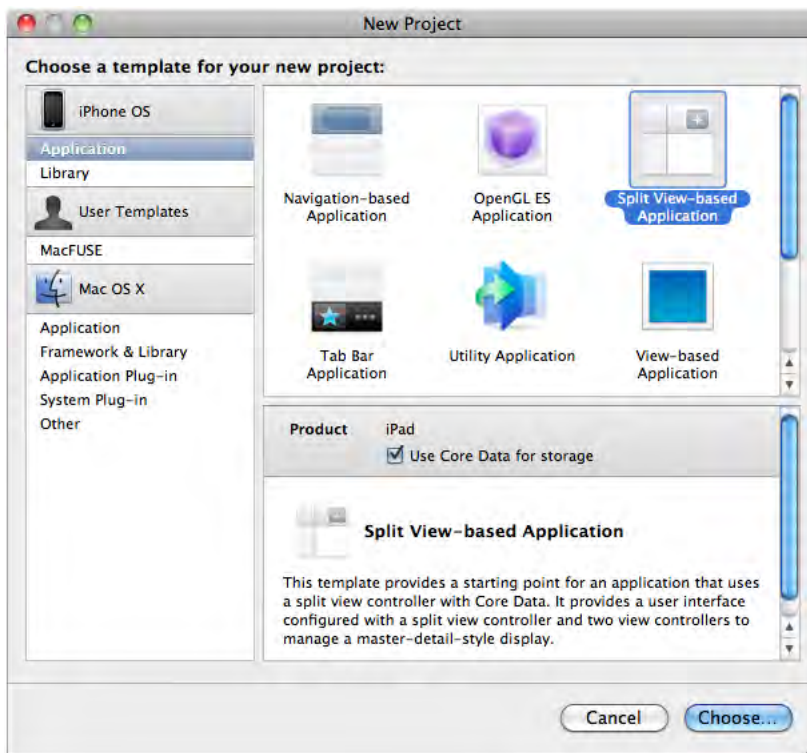 New Project
Choose a template for your new project:
iPhone OS
Application
Library
User Templates
MacFUSE
Mac OS X
Application
Framework & Library
Application Plug-in
System Plug-in
Other
Navigation-based
Application
OpenGL ES
Application
Split View-based
Application
Tab Bar
Application
Utility Application
View-based
Application
Product iPad
Use Core Data for storage
Split View-based Application
This template provides a starting point for an application that uses
a split view controller with Core Data. It provides a user interface
configured with a split view controller and two view controllers to
manage a master-detail-style display.
Cancel
Choose...